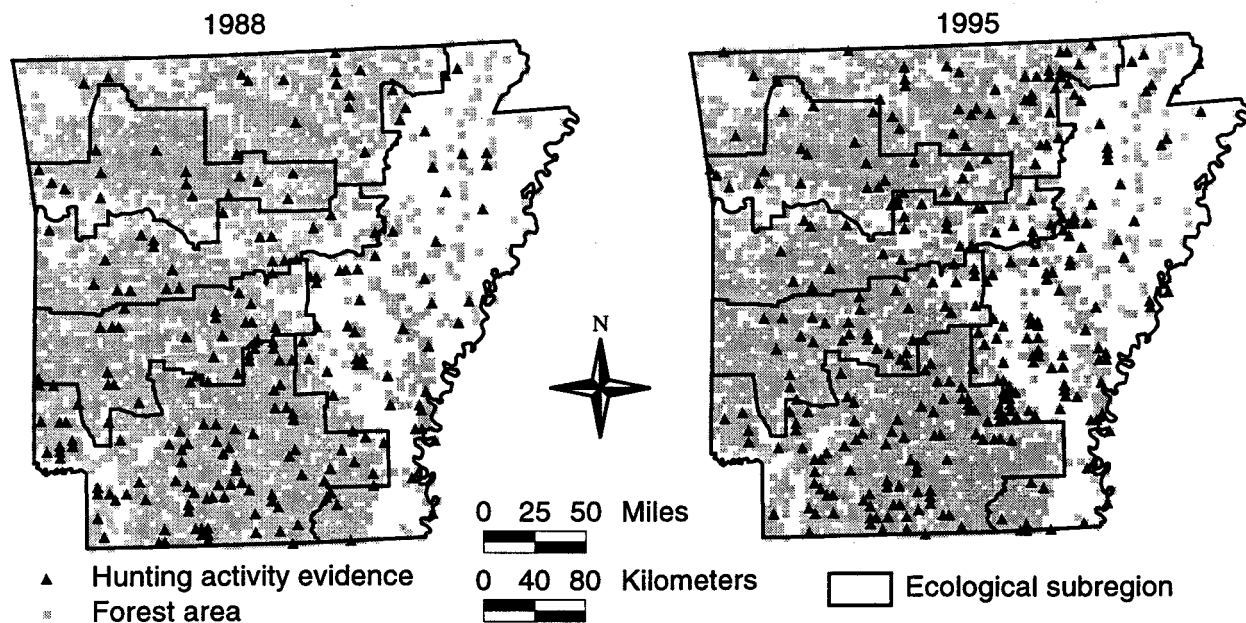 1988
1995
N
0 25 50 Miles
0 40 80 Kilometers
Hunting activity evidence
Forest area
Ecological subregion